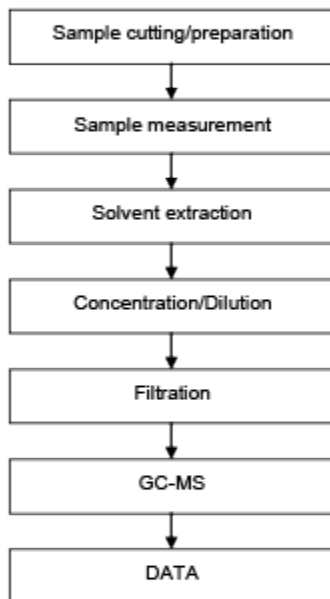 Sample cutting/preparation
Sample measurement
Solvent extraction
Concentration/Dilution
Filtration
GC-MS
DATA